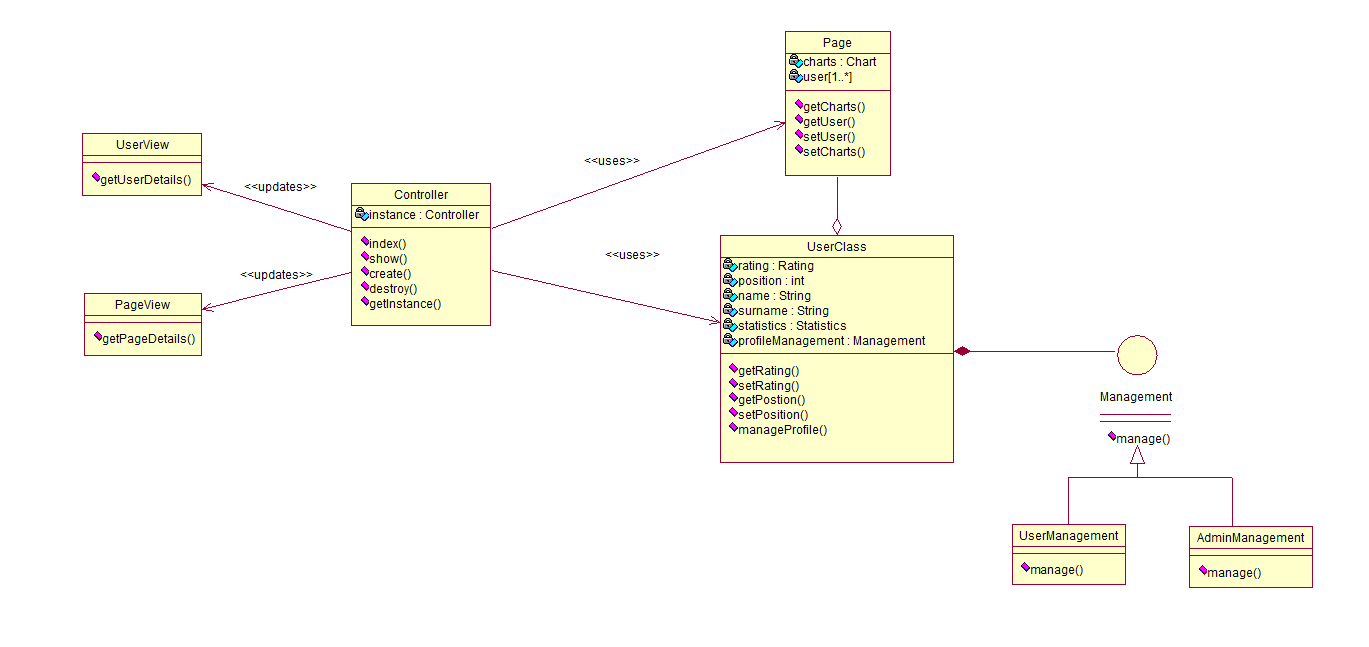 Page
charts : Chart
user[1..*]
getCharts()
getUser()
setUser()
setCharts()
UserView
getUserDetails()
<<updates>>
<<uses>>
Controller
instance : Controller
index()
show()
create()
destroy()
getInstance()
<<updates>>
<<uses>>
PageView
getPageDetails()
UserClass
rating : Rating
position : int
name : String
surname : String
statistics : Statistics
profileManagement : Management
getRating()
setRating()
getPostion()
setPosition()
manageProfile()
Management
manage()
UserManagement
manage()
AdminManagement
manage()